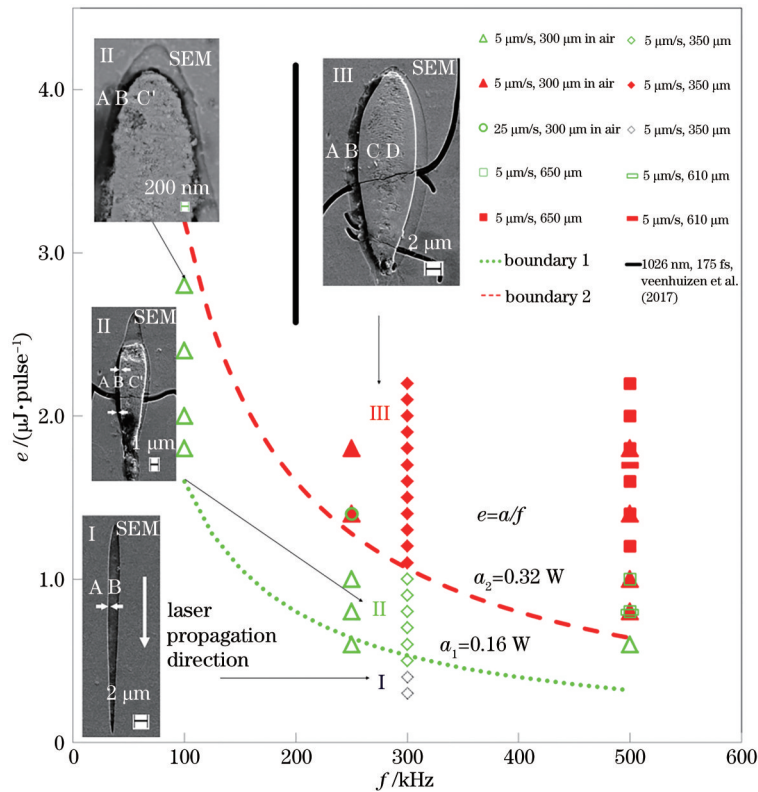 II
SEM
A B C'
200 nm
III
SEM
A B C D
2 μm
5 μm/s, 300 μm in air
5 μm/s, 350 μm
5 μm/s, 300 μm in air
5 μm/s, 350 μm
25 μm/s, 300μm in air
5 μm/s, 350 μm
5 μm/s, 650 μm
5 μm/s, 610 μm
5 μm/s, 650 μm
5 μm/s, 610 μm
boundary 1
1026 nm, 175 fs,
veenhuizen et al.
(2017)
boundary 2
II
SEM
A B C'
1 μm
I
SEM
A B
2 μm
laser
propagation
direction
III
II
I
e=a/f
a₂=0.32 W
a₁=0.16 W
e /(μJ·pulse⁻¹)
4.0
3.0
2.0
1.0
0
100
200
300
400
500
600
f /kHz